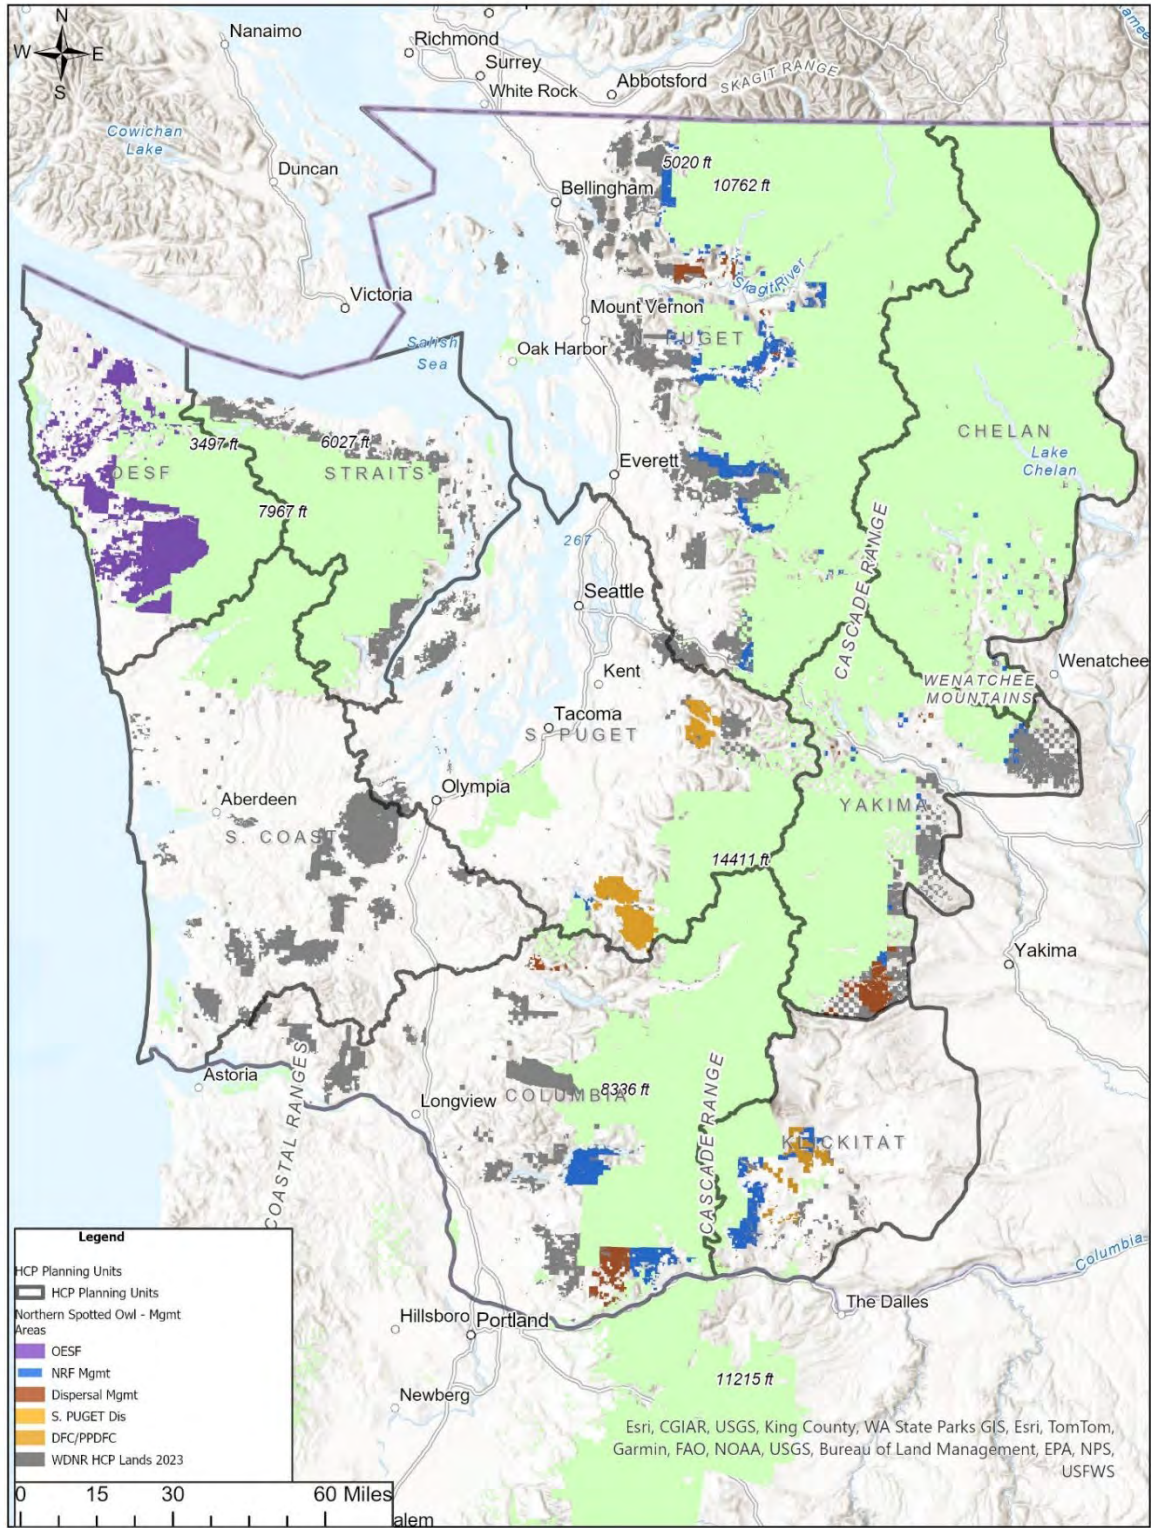 N
W E
S
Nanaimo
Richmond
Surrey
White Rock
Abbotsford
SKAGIT RANGE
Cowichan
Lake
Duncan
5020 ft
10762 ft
Bellingham
Victoria
Skagit River
Mount Vernon
N. PUGET
Salish
Sea
Oak Harbor
CHELAN
3497 ft
6027 ft
OESF
STRAITS
Everett
Lake
Chelan
7967 ft
267
CASCADE RANGE
Seattle
Wenatchee
WENATCHEE
MOUNTAINS
Kent
Tacoma
S. PUGET
Olympia
Aberdeen
S. COAST
YAKIMA
14411 ft
Yakima
Astoria
COASTAL RANGES
Longview
COLUMBIA
8336 ft
CASCADE RANGE
KLICKITAT
Columbia
The Dalles
Hillsboro
Portland
Newberg
11215 ft
Legend
HCP Planning Units
HCP Planning Units
Northern Spotted Owl - Mgmt
Areas
OESF
NRF Mgmt
Dispersal Mgmt
S. PUGET Dis
DFC/PPDFC
WDNR HCP Lands 2023
Esri, CGIAR, USGS, King County, WA State Parks GIS, Esri, TomTom,
Garmin, FAO, NOAA, USGS, Bureau of Land Management, EPA, NPS,
USFWS
0 15 30 60 Miles
alem